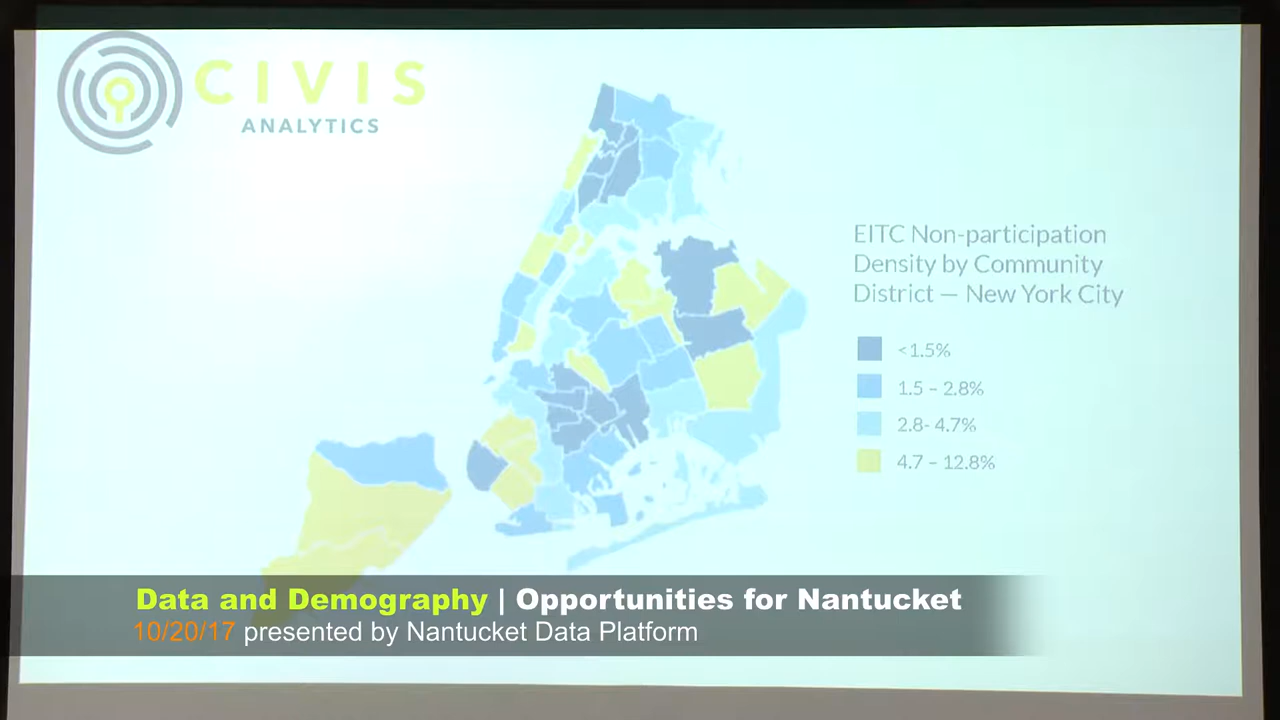 CIVIS
ANALYTICS
EITC Non-participation
Density by Community
District — New York City
<1.5%
1.5 – 2.8%
2.8- 4.7%
4.7 – 12.8%
Data and Demography | Opportunities for Nantucket
10/20/17 presented by Nantucket Data Platform